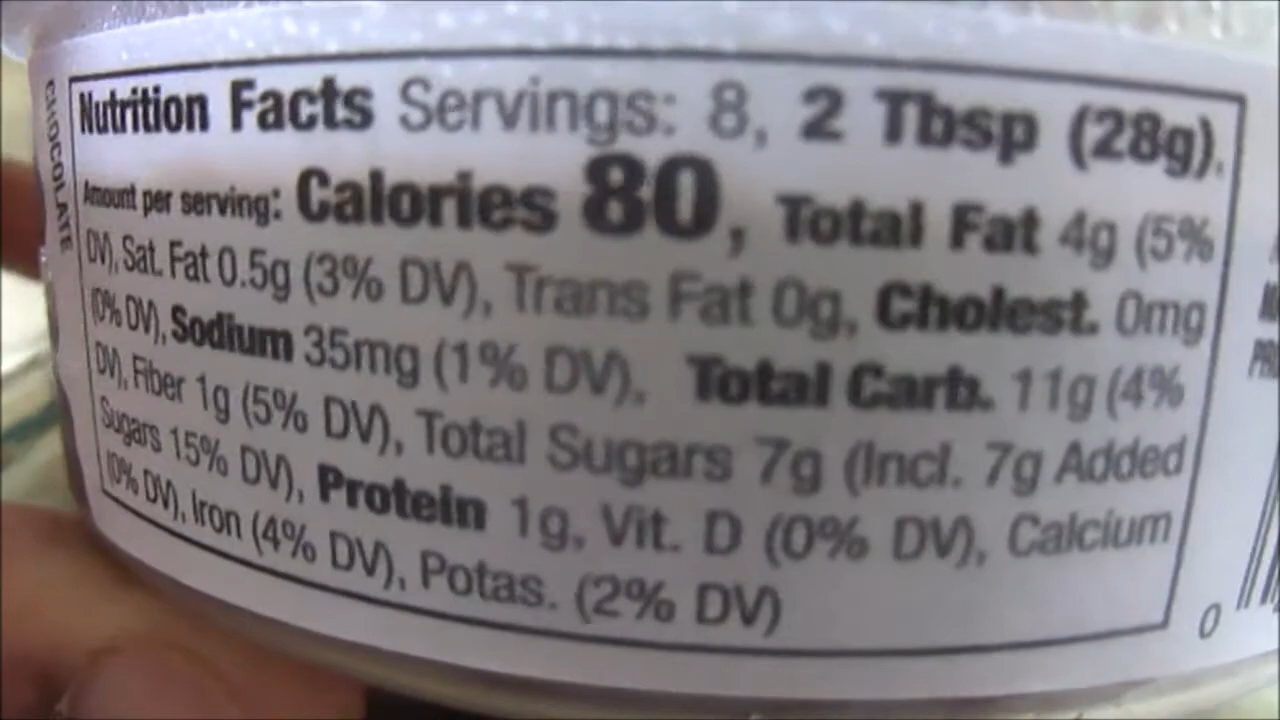 CHOCOLATE
Nutrition Facts Servings: 8, 2 Tbsp (28g).
Amount per serving: Calories 80, Total Fat 4g (5%
DV), Sat. Fat 0.5g (3% DV), Trans Fat 0g, Cholest. 0mg
(0% DV), Sodium 35mg (1% DV), Total Carb. 11g (4%
DV), Fiber 1g (5% DV), Total Sugars 7g (Incl. 7g Added
Sugars 15% DV), Protein 1g, Vit. D (0% DV), Calcium
(0% DV), Iron (4% DV), Potas. (2% DV)
0